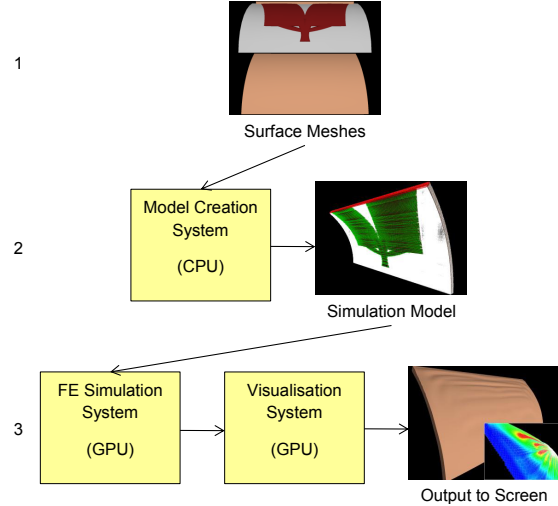 1
Surface Meshes
Model Creation
System
(CPU)
2
Simulation Model
FE Simulation
System
(GPU)
Visualisation
System
(GPU)
3
Output to Screen